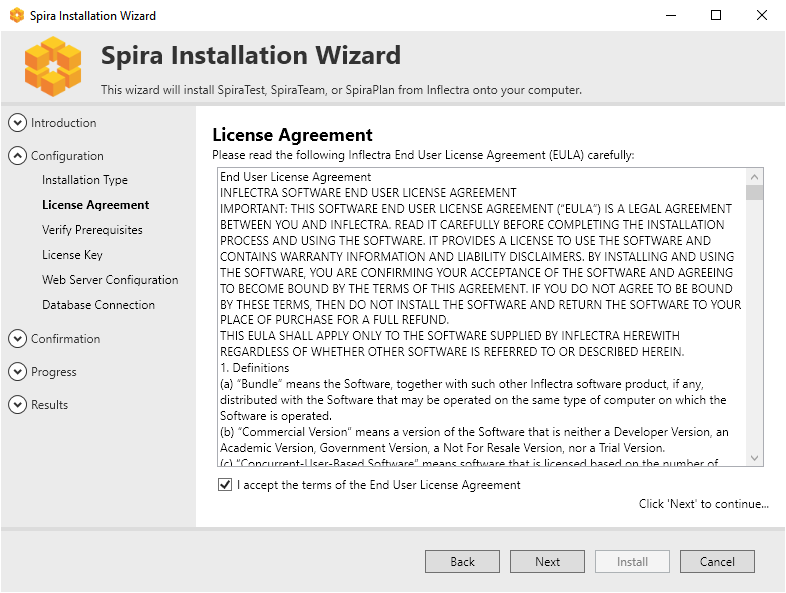 Spira Installation Wizard
Spira Installation Wizard
This wizard will install SpiraTest, SpiraTeam, or SpiraPlan from Inflectra onto your computer.
Introduction
Configuration
Installation Type
License Agreement
Verify Prerequisites
License Key
Web Server Configuration
Database Connection
Confirmation
Progress
Results
License Agreement
Please read the following Inflectra End User License Agreement (EULA) carefully:
End User License Agreement
INFLECTRA SOFTWARE END USER LICENSE AGREEMENT
IMPORTANT: THIS SOFTWARE END USER LICENSE AGREEMENT (“EULA”) IS A LEGAL AGREEMENT
BETWEEN YOU AND INFLECTRA. READ IT CAREFULLY BEFORE COMPLETING THE INSTALLATION
PROCESS AND USING THE SOFTWARE. IT PROVIDES A LICENSE TO USE THE SOFTWARE AND
CONTAINS WARRANTY INFORMATION AND LIABILITY DISCLAIMERS. BY INSTALLING AND USING
THE SOFTWARE, YOU ARE CONFIRMING YOUR ACCEPTANCE OF THE SOFTWARE AND AGREEING
TO BECOME BOUND BY THE TERMS OF THIS AGREEMENT. IF YOU DO NOT AGREE TO BE BOUND
BY THESE TERMS, THEN DO NOT INSTALL THE SOFTWARE AND RETURN THE SOFTWARE TO YOUR
PLACE OF PURCHASE FOR A FULL REFUND.
THIS EULA SHALL APPLY ONLY TO THE SOFTWARE SUPPLIED BY INFLECTRA HEREWITH
REGARDLESS OF WHETHER OTHER SOFTWARE IS REFERRED TO OR DESCRIBED HEREIN.
1. Definitions
(a) “Bundle” means the Software, together with such other Inflectra software product, if any,
distributed with the Software that may be operated on the same type of computer on which the
Software is operated.
(b) “Commercial Version” means a version of the Software that is neither a Developer Version, an
Academic Version, Government Version, a Not For Resale Version, nor a Trial Version.
(c) “Concurrent-User-Based Software” means software that is licensed based on the number of
I accept the terms of the End User License Agreement
Click 'Next' to continue...
Back
Next
Install
Cancel